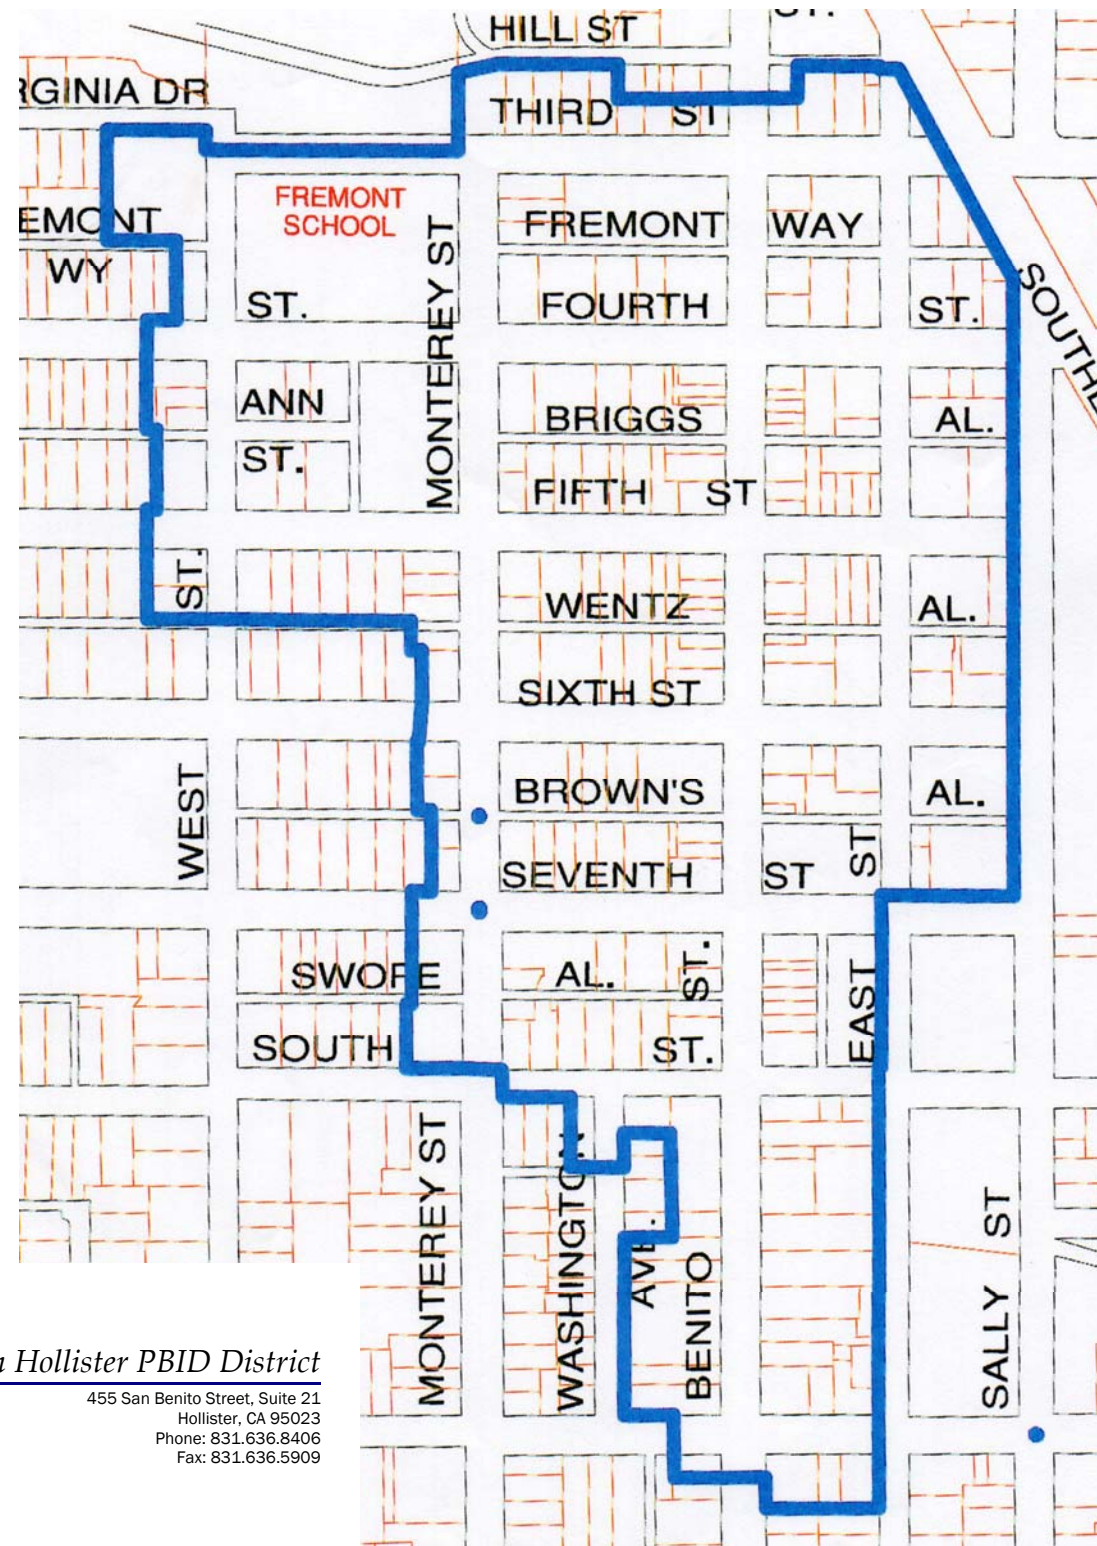 HILL ST
ST.
RGINIA DR
THIRD ST
FREMONT
SCHOOL
EMONT
WY
FREMONT WAY
MONTEREY ST
ST.
FOURTH ST.
SOUTHE
ANN
ST.
BRIGGS AL.
FIFTH ST
ST.
WENTZ AL.
SIXTH ST
WEST
BROWN'S AL.
SEVENTH ST
ST
SWOPE AL.
ST.
EAST
SOUTH ST.
MONTEREY ST
WASHINGTON
AVE.
BENITO
SALLY ST
n Hollister PBID District
455 San Benito Street, Suite 21
Hollister, CA 95023
Phone: 831.636.8406
Fax: 831.636.5909